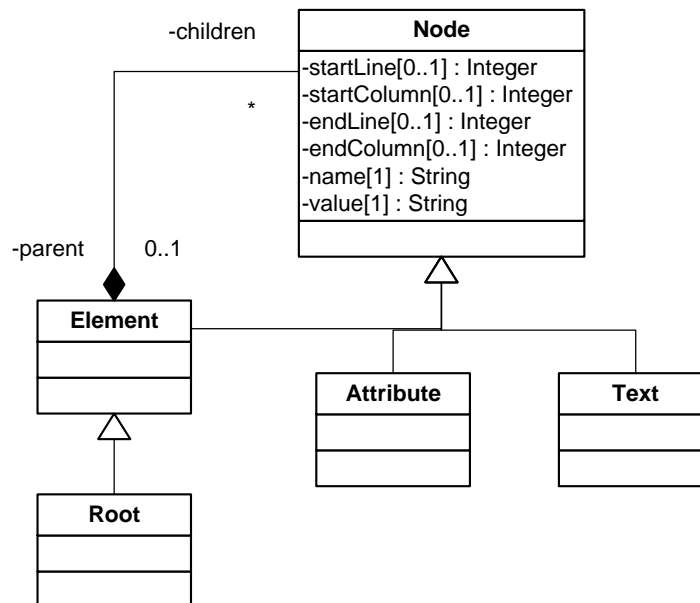 -children
Node
-startLine[0..1] : Integer
-startColumn[0..1] : Integer
*
-endLine[0..1] : Integer
-endColumn[0..1] : Integer
-name[1] : String
-value[1] : String
-parent
0..1
Element
Attribute
Text
Root